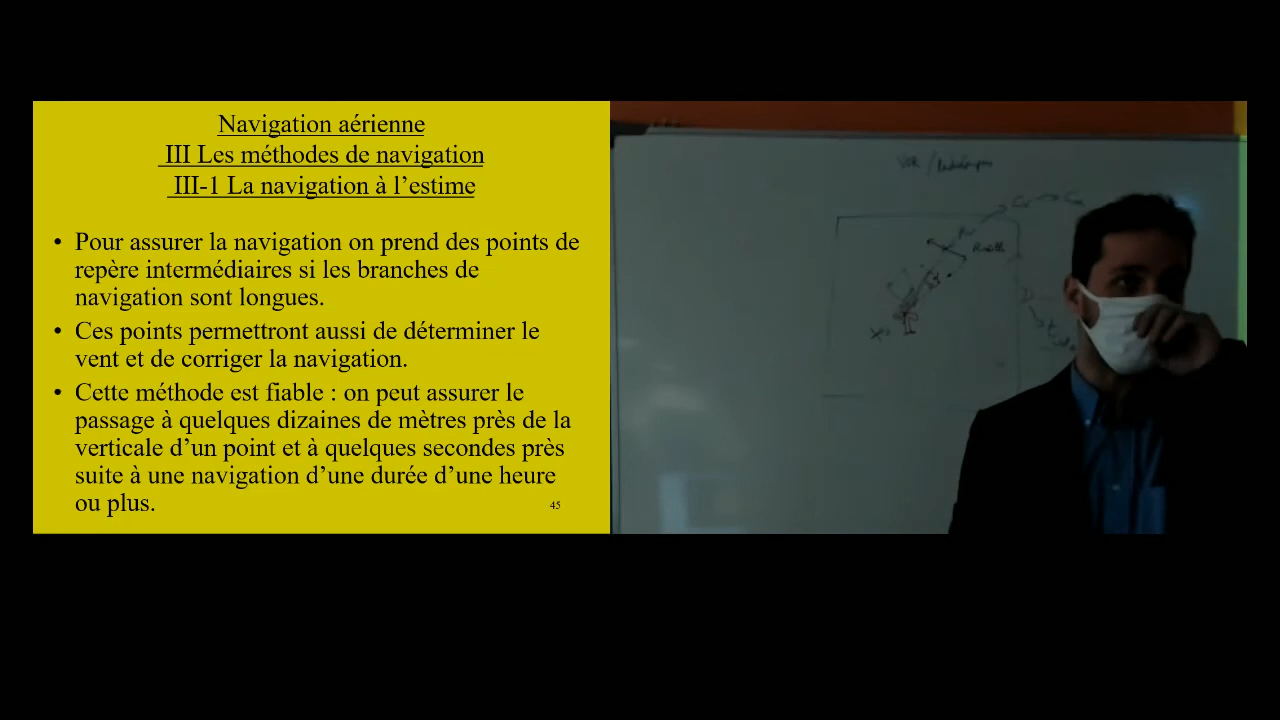 Navigation aérienne
III Les méthodes de navigation
III-1 La navigation à l’estime
• Pour assurer la navigation on prend des points de
repère intermédiaires si les branches de
navigation sont longues.
• Ces points permettront aussi de déterminer le
vent et de corriger la navigation.
• Cette méthode est fiable : on peut assurer le
passage à quelques dizaines de mètres près de la
verticale d’un point et à quelques secondes près
suite à une navigation d’une durée d’une heure
ou plus.
45
VOR /